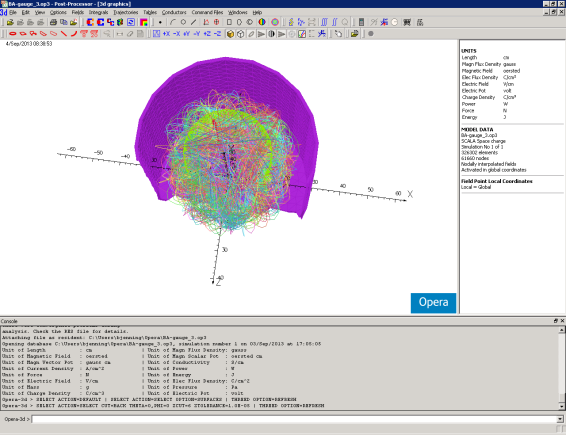 BA-gauge_3.op3 - Post-Processor - [3d graphics]
File Edit View Options Fields Integrals Trajectories Tables Conductors Command Files Windows Help
+X -X +Y -Y +Z -Z
4/Sep/2013 08:38:53
-60
-40
30
40
60
X
30
-40
Z
Opera
UNITS
Length cm
Magn Flux Density gauss
Magnetic Field oersted
Elec Flux Density C/cm²
Electric Field V/cm
Electric Pot volt
Charge Density C/cm³
Power W
Force N
Energy J
MODEL DATA
BA-gauge_3.op3
SCALA Space charge
Simulation No 1 of 1
326302 elements
61660 nodes
Nodally interpolated fields
Activated in global coordinates
Field Point Local Coordinates
Local = Global
Console
analysis. Check the RES file for details.
Attaching file as resident: C:\Users\bjenning\Opera\BA-gauge_3.op3
Opening database C:\Users\bjenning\Opera\BA-gauge_3.op3, simulation number 1 on 03/Sep/2013 at 17:05:05
Unit of Length : cm | Unit of Magn Flux Density: gauss
Unit of Magnetic Field : oersted | Unit of Magn Scalar Pot : oersted cm
Unit of Magn Vector Pot : gauss cm | Unit of Conductivity : S/cm
Unit of Current Density : A/cm^2 | Unit of Power : W
Unit of Force : N | Unit of Energy : J
Unit of Electric Field : V/cm | Unit of Elec Flux Density: C/cm^2
Unit of Mass : g | Unit of Pressure : Pa
Unit of Charge Density : C/cm^3 | Unit of Electric Pot : volt
Opera-3d > SELECT ACTION=DEFAULT | SELECT ACTION=SELECT OPTION=SURFACES | THREED OPTION=REFRESH
Opera-3d > SELECT ACTION=SELECT CUT=BACK THETA=0,PHI=0 ZCUT=6 ZTOLERANCE=1.0E-05 | THREED OPTION=REFRESH
Opera-3d >